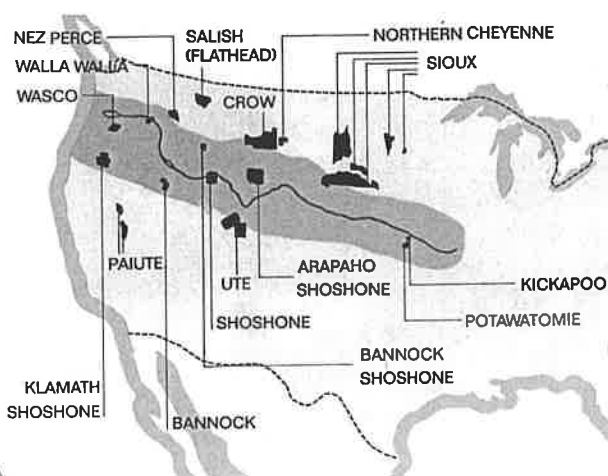 NEZ PERCE
SALISH
(FLATHEAD)
NORTHERN CHEYENNE
WALLA WALLA
SIOUX
WASCO
CROW
PAIUTE
UTE
ARAPAHO
SHOSHONE
KICKAPOO
SHOSHONE
POTAWATOMIE
BANNOCK
SHOSHONE
KLAMATH
SHOSHONE
BANNOCK